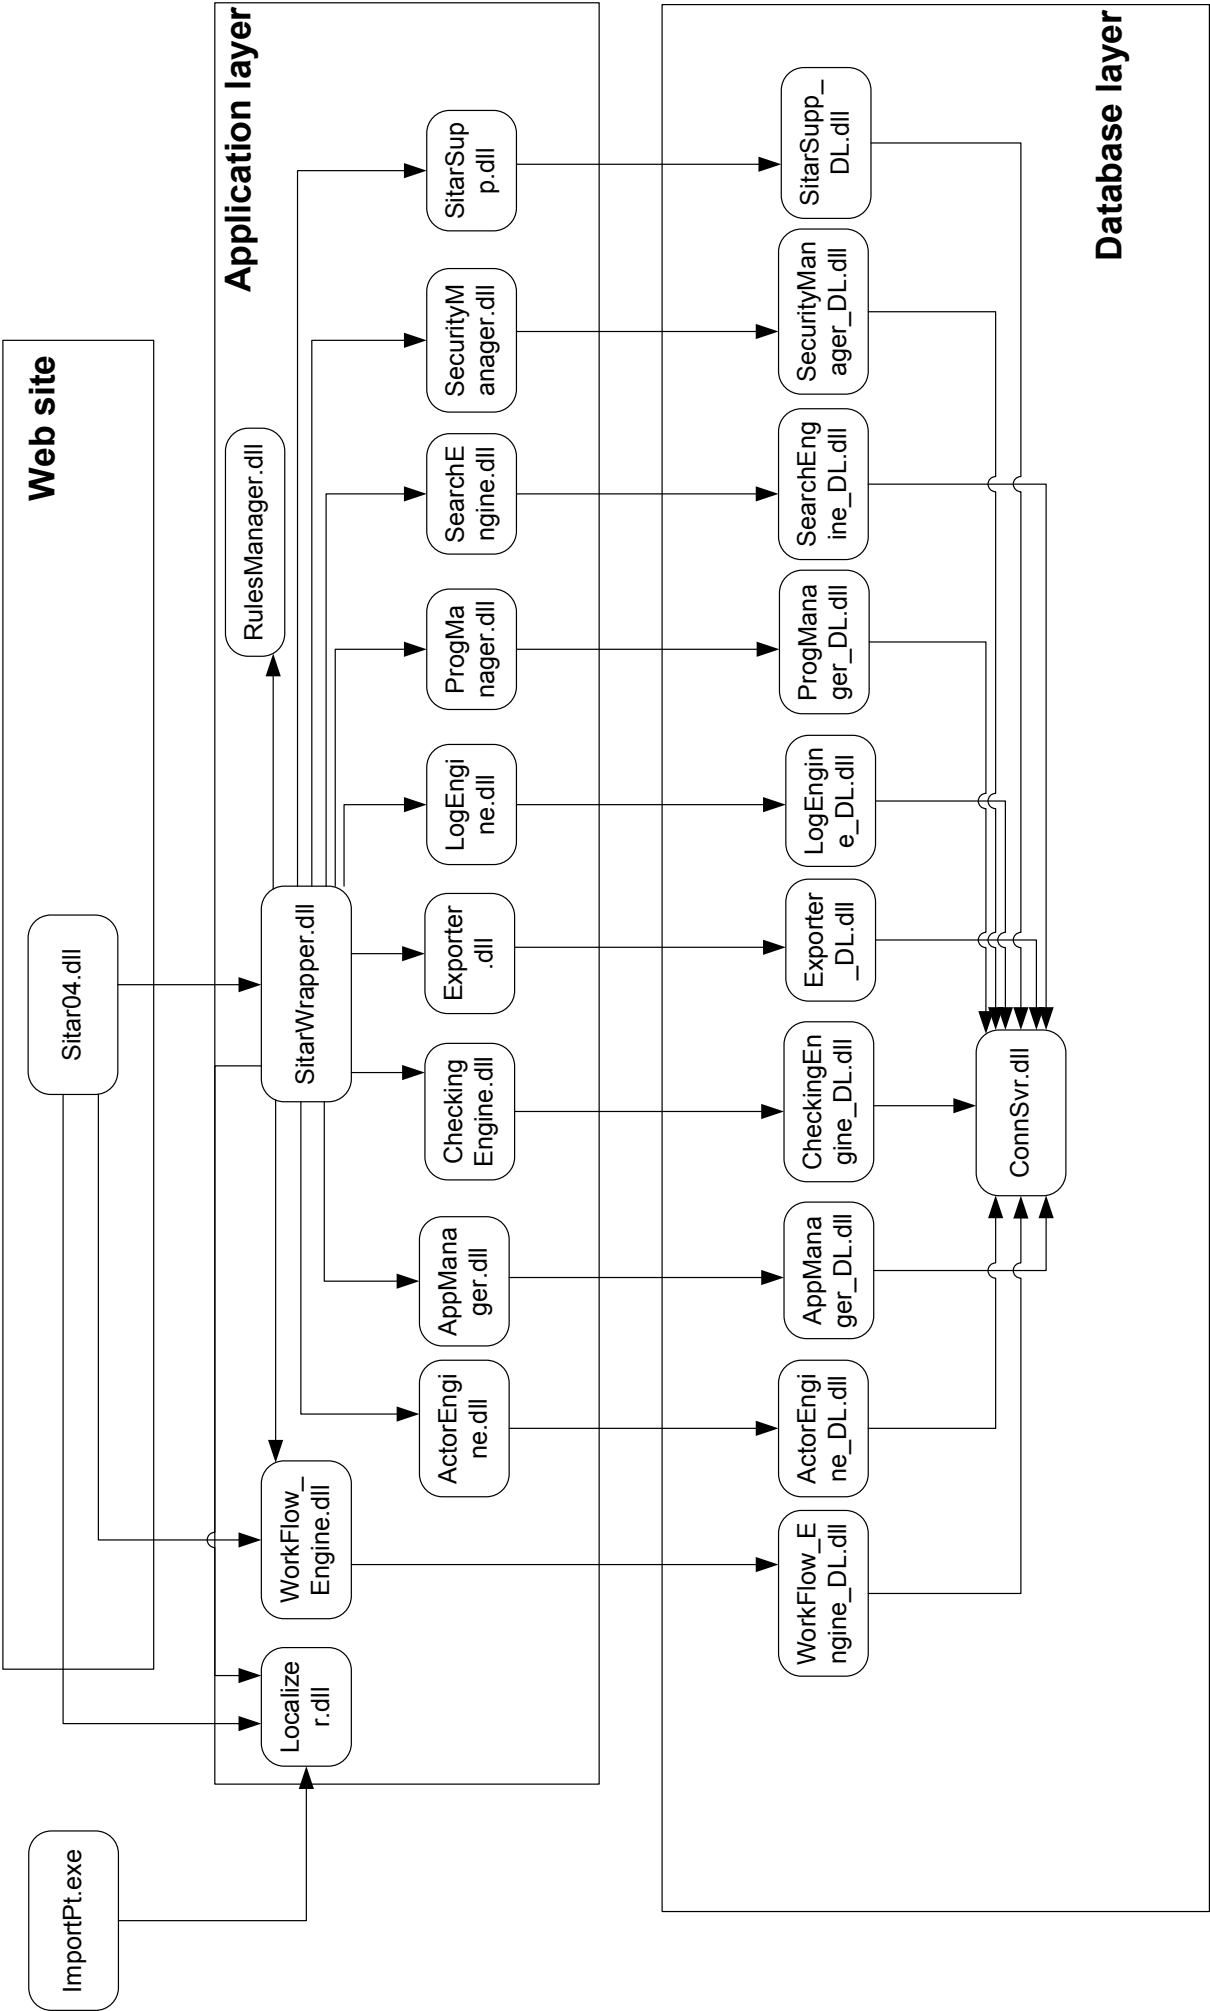 Web site
Sitar04.dll
ImportPt.exe
Application layer
RulesManager.dll
SitarWrapper.dll
WorkFlow_
Engine.dll
Localize
r.dll
ActorEngi
ne.dll
AppMana
ger.dll
Checking
Engine.dll
Exporter
.dll
LogEngi
ne.dll
ProgMa
nager.dll
SearchE
ngine.dll
SecurityM
anager.dll
SitarSup
p.dll
Database layer
WorkFlow_E
ngine_DL.dll
ActorEngi
ne_DL.dll
AppMana
ger_DL.dll
CheckingEn
gine_DL.dll
Exporter
_DL.dll
LogEngin
e_DL.dll
ProgMana
ger_DL.dll
SearchEng
ine_DL.dll
SecurityMan
ager_DL.dll
SitarSupp_
DL.dll
ConnSvr.dll